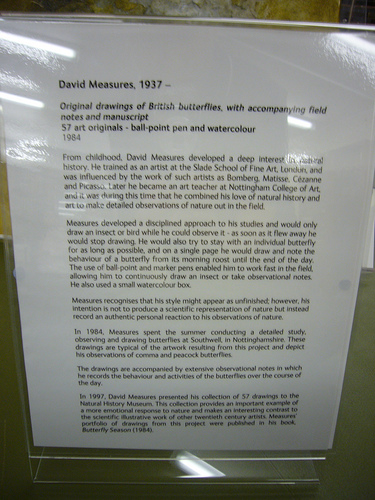 David Measures, 1937 –
Original drawings of British butterflies, with accompanying field
notes and manuscript
57 art originals - ball-point pen and watercolour
1984
From childhood, David Measures developed a deep interest in natural
history. He trained as an artist at the Slade School of Fine Art, London, and
was influenced by the work of such artists as Bomberg, Matisse, Cézanne
and Picasso. Later he became an art teacher at Nottingham College of Art,
and it was during this time that he combined his love of natural history and
art to make detailed observations of nature out in the field.
Measures developed a disciplined approach to his studies and would only
draw an insect or bird while he could observe it - as soon as it flew away he
would stop drawing. He would also try to stay with an individual butterfly
for as long as possible, and on a single page he would draw and note the
behaviour of a butterfly from its morning roost until the end of the day.
The use of ball-point and marker pens enabled him to work fast in the field,
allowing him to continuously draw an insect or take observational notes.
He also used a small watercolour box.
Measures recognises that his style might appear as unfinished; however, his
intention is not to produce a scientific representation of nature but instead
record an authentic personal reaction to his observations of nature.
In 1984, Measures spent the summer conducting a detailed study,
observing and drawing butterflies at Southwell, in Nottinghamshire. These
drawings are typical of the artwork resulting from this project and depict
his observations of comma and peacock butterflies.
The drawings are accompanied by extensive observational notes in which
he records the behaviour and activities of the butterflies over the course of
the day.
In 1997, David Measures presented his collection of 57 drawings to the
Natural History Museum. This collection provides an important example of
a more emotional response to nature and makes an interesting contrast to
the scientific illustrative work of other twentieth century artists. Measures'
portfolio of drawings from this project were published in his book,
Butterfly Season (1984).